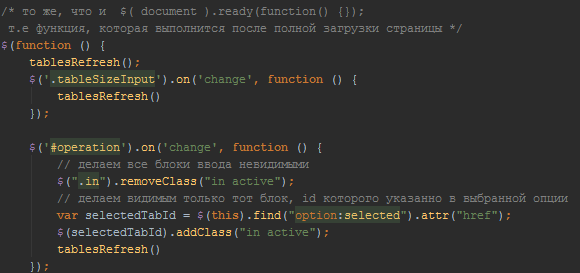 /* то же, что и  $( document ).ready(function() {});
 т.е функция, которая выполнится после полной загрузки страницы */
$(function () {
    tablesRefresh();
    $('.tableSizeInput').on('change', function () {
        tablesRefresh()
    });

    $('#operation').on('change', function () {
        // делаем все блоки ввода невидимыми
        $(".in").removeClass("in active");
        // делаем видимым только тот блок, id которого указанно в выбранной опции
        var selectedTabId = $(this).find("option:selected").attr("href");
        $(selectedTabId).addClass("in active");
        tablesRefresh()
    });